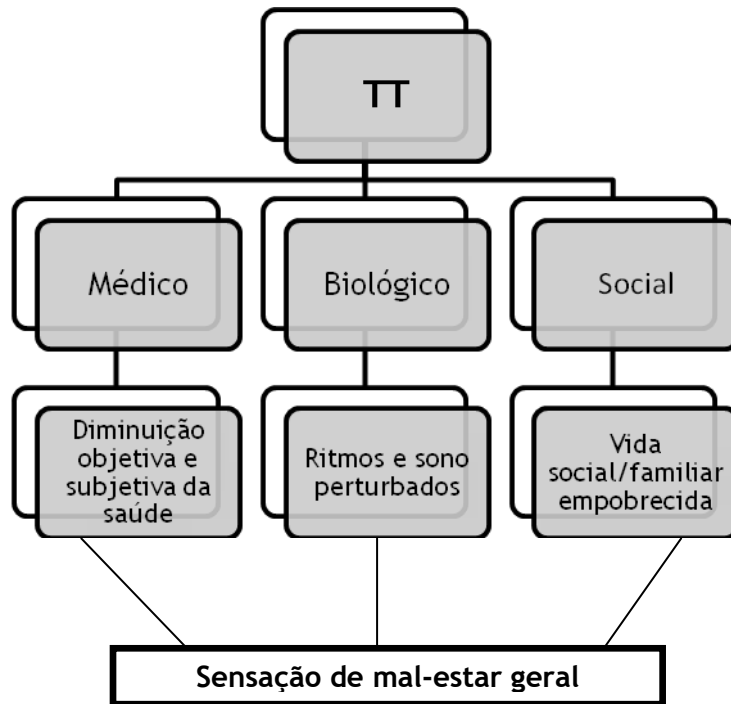 TT
Médico
Biológico
Social
Diminuição
objetiva e
subjetiva da
saúde
Ritmos e sono
perturbados
Vida
social/familiar
empobrecida
Sensação de mal-estar geral